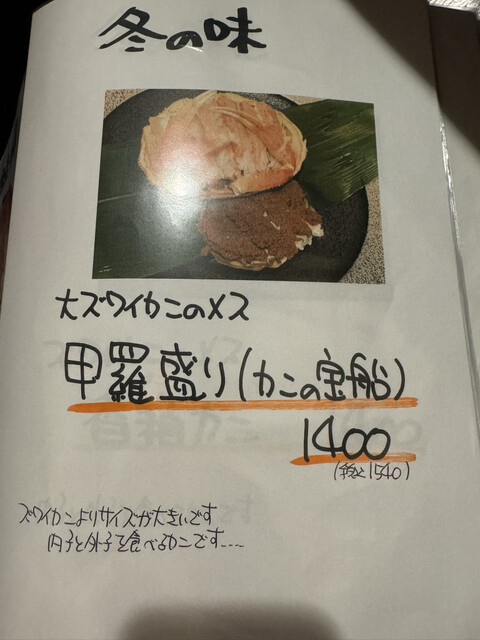 冬の味
大ズワイカニのメス
甲羅盛り(カニの宝船)
1400
(税込1540)
ズワイカニよりサイズが大きいです
内子と外子を食べるカニです....